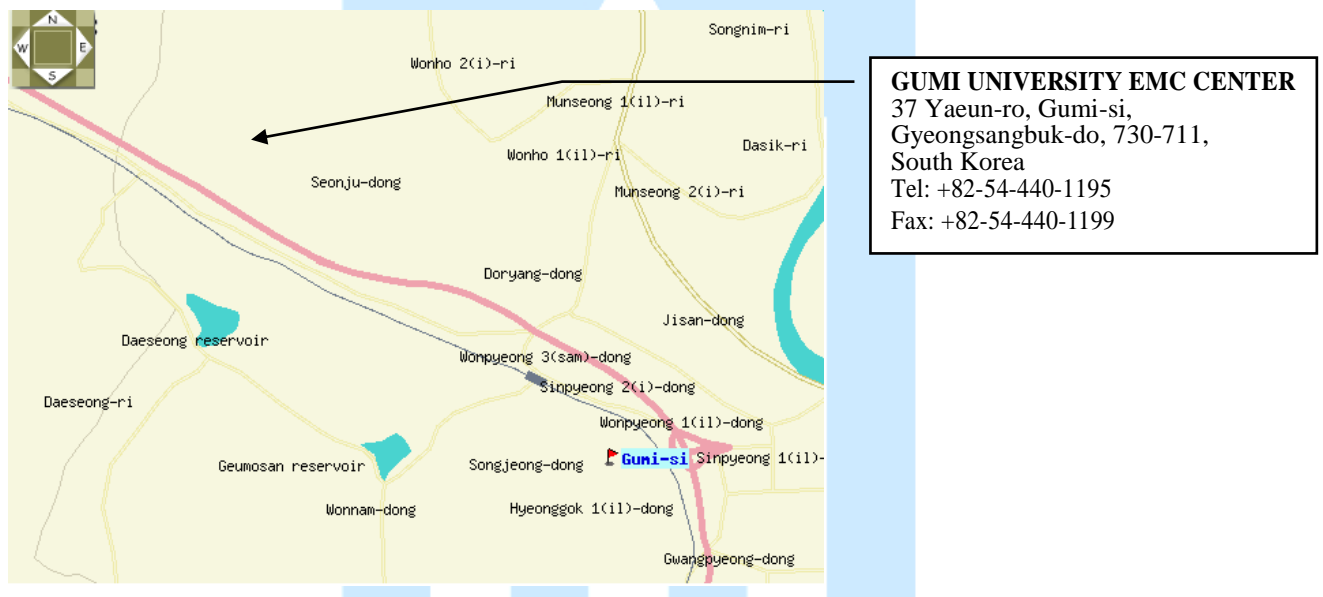 N
W E
S
Songnim-ri
Wonho 2(i)-ri
Munseong 1(il)-ri
Dasik-ri
Wonho 1(il)-ri
Seonju-dong
Munseong 2(i)-ri
Doryang-dong
Jisan-dong
Daeseong reservoir
Wonpyeong 3(sam)-dong
Sinpyeong 2(i)-dong
Daeseong-ri
Wonpyeong 1(il)-dong
Gumi-si
Sinpyeong 1(il)-
Geumosan reservoir
Songjeong-dong
Wonnam-dong
Hyeonggok 1(il)-dong
Gwangpyeong-dong
GUMI UNIVERSITY EMC CENTER
37 Yaeun-ro, Gumi-si,
Gyeongsangbuk-do, 730-711,
South Korea
Tel: +82-54-440-1195
Fax: +82-54-440-1199